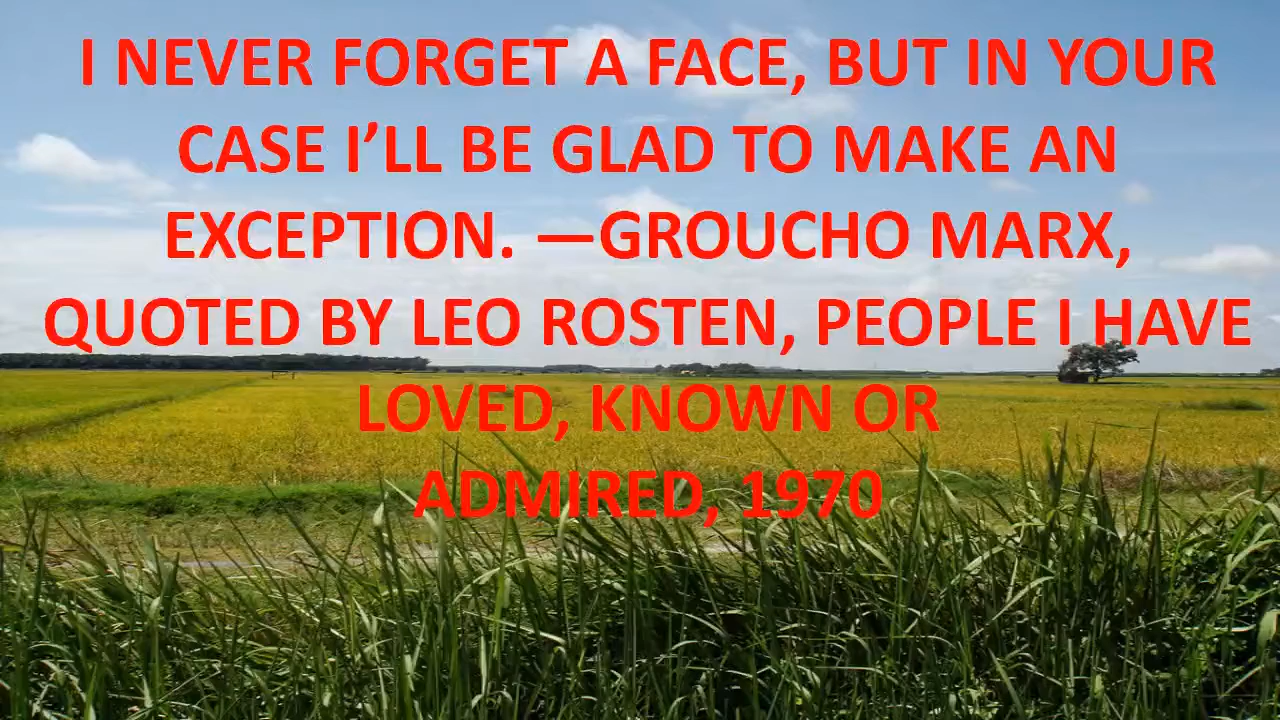 I NEVER FORGET A FACE, BUT IN YOUR
CASE I’LL BE GLAD TO MAKE AN
EXCEPTION. —GROUCHO MARX,
QUOTED BY LEO ROSTEN, PEOPLE I HAVE
LOVED, KNOWN OR
ADMIRED, 1970